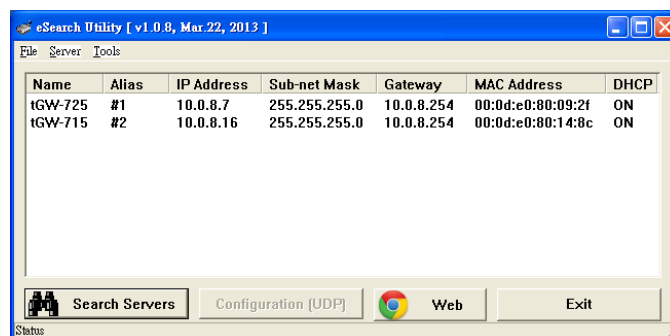 eSearch Utility [ v1.0.8, Mar.22, 2013 ]
File Server Tools
Name Alias IP Address Sub-net Mask Gateway MAC Address DHCP
tGW-725 #1 10.0.8.7 255.255.255.0 10.0.8.254 00:0d:e0:80:09:2f ON
tGW-715 #2 10.0.8.16 255.255.255.0 10.0.8.254 00:0d:e0:80:14:8c ON
Search Servers Configuration (UDP) Web Exit
Status